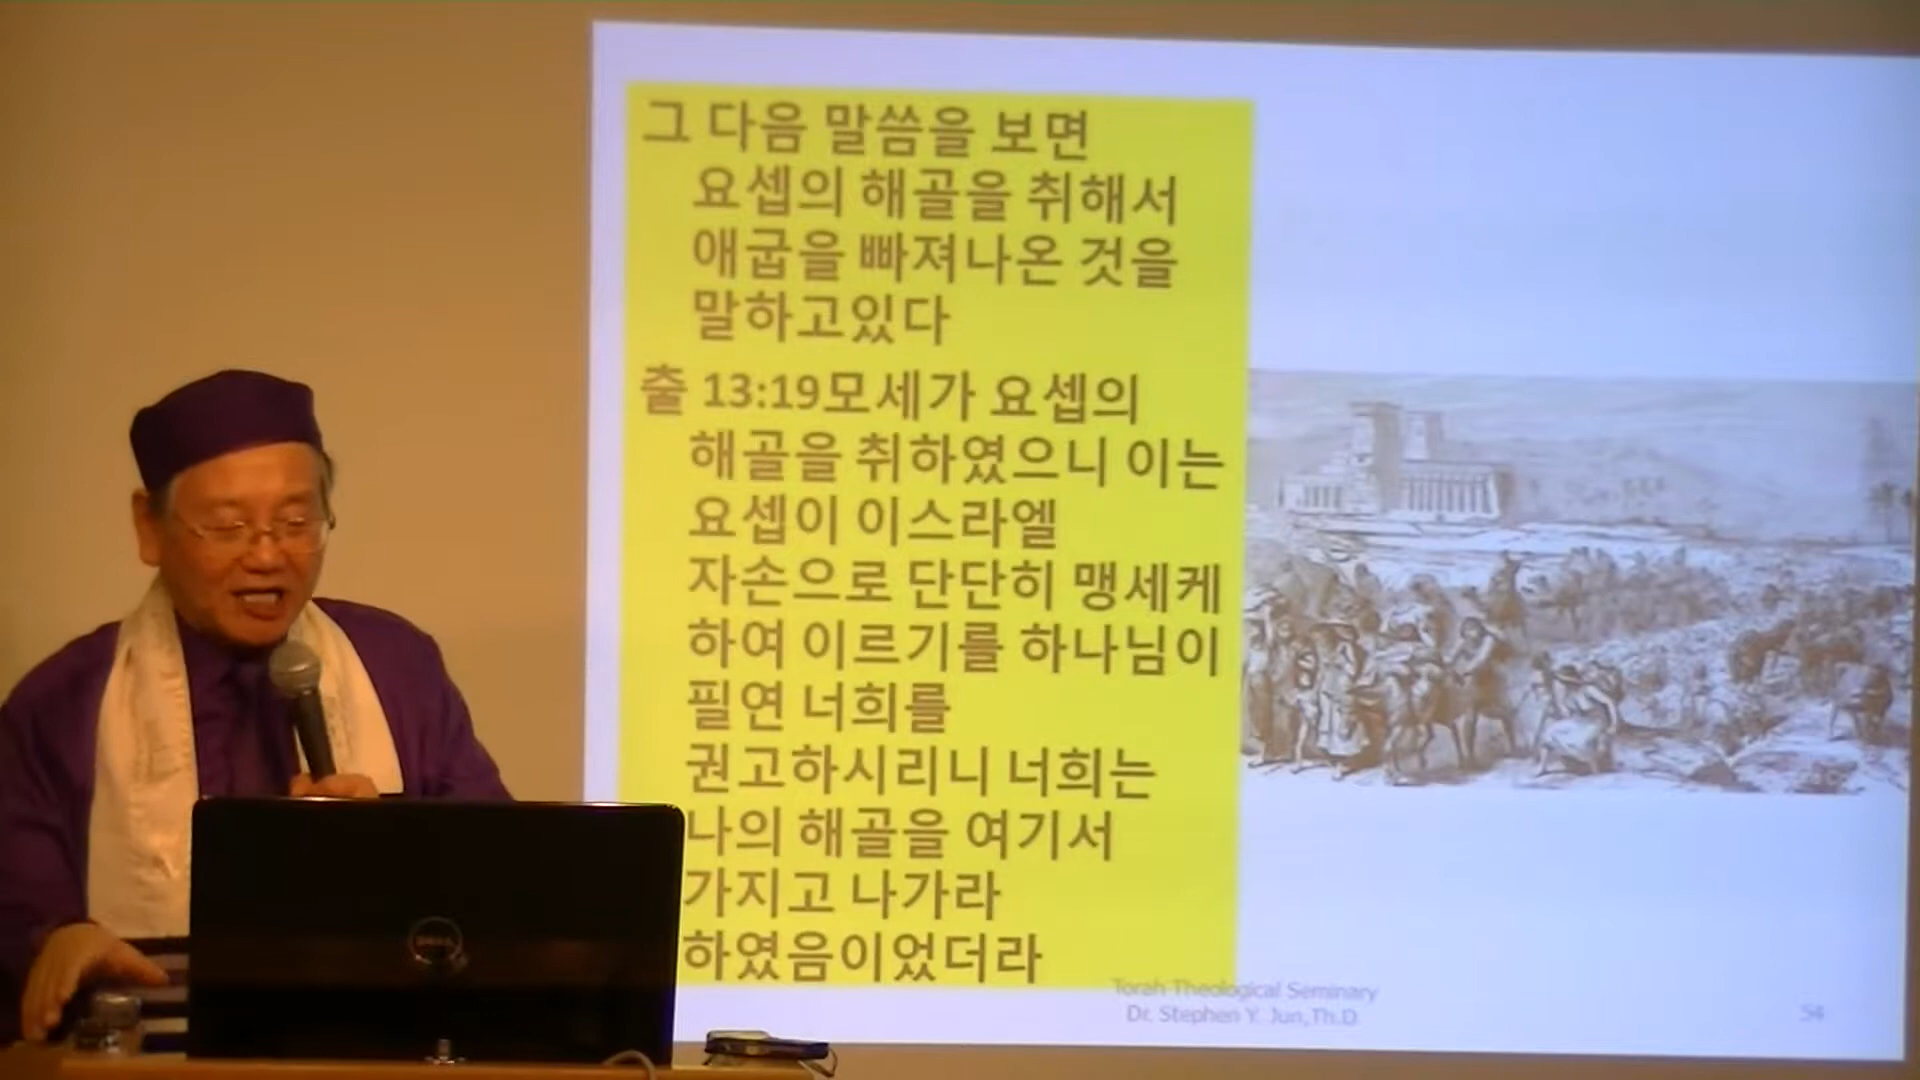 그 다음 말씀을 보면
요셉의 해골을 취해서
애굽을 빠져나온 것을
말하고있다
출 13:19모세가 요셉의
해골을 취하였으니 이는
요셉이 이스라엘
자손으로 단단히 맹세케
하여 이르기를 하나님이
필연 너희를
권고하시리니 너희는
나의 해골을 여기서
가지고 나가라
하였음이었더라
Torah Theological Seminary
Dr. Stephen Y. Jun,Th.D
54
DELL